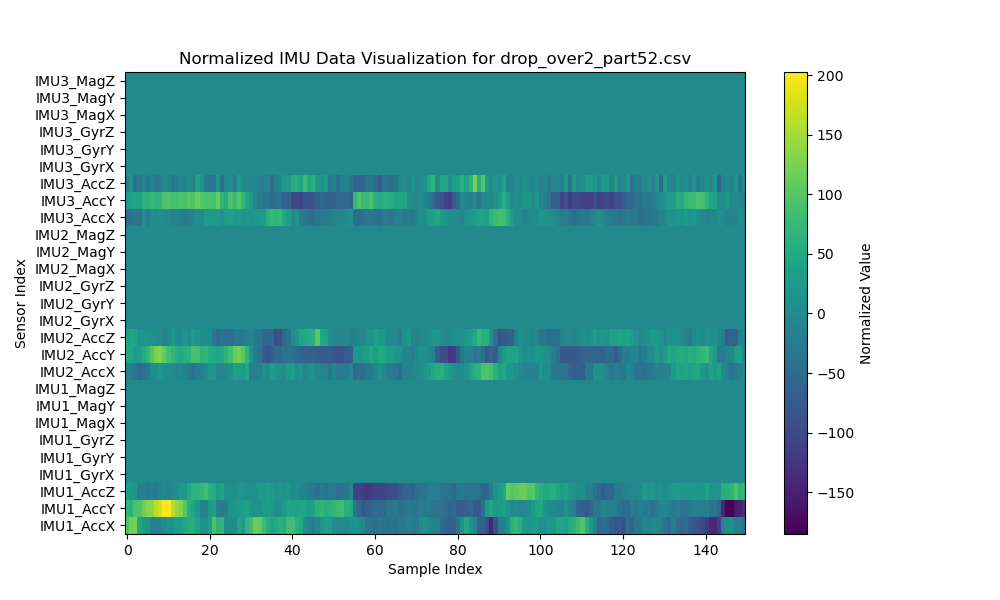 Normalized IMU Data Visualization for drop_over2_part52.csv
IMU3_MagZ
IMU3_MagY
IMU3_MagX
IMU3_GyrZ
IMU3_GyrY
IMU3_GyrX
IMU3_AccZ
IMU3_AccY
IMU3_AccX
IMU2_MagZ
IMU2_MagY
IMU2_MagX
IMU2_GyrZ
IMU2_GyrY
IMU2_GyrX
IMU2_AccZ
IMU2_AccY
IMU2_AccX
IMU1_MagZ
IMU1_MagY
IMU1_MagX
IMU1_GyrZ
IMU1_GyrY
IMU1_GyrX
IMU1_AccZ
IMU1_AccY
IMU1_AccX
Sensor Index
0 20 40 60 80 100 120 140
Sample Index
200
150
100
50
0
−50
−100
−150
Normalized Value